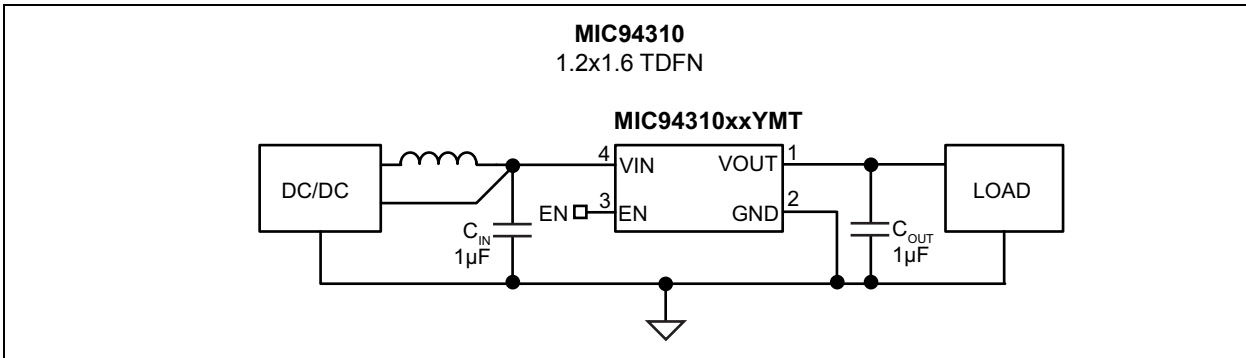 MIC94310
1.2x1.6 TDFN
MIC94310xxYMT
DC/DC
4
VIN
VOUT
1
LOAD
EN
3
EN
GND
2
CIN
1µF
COUT
1µF